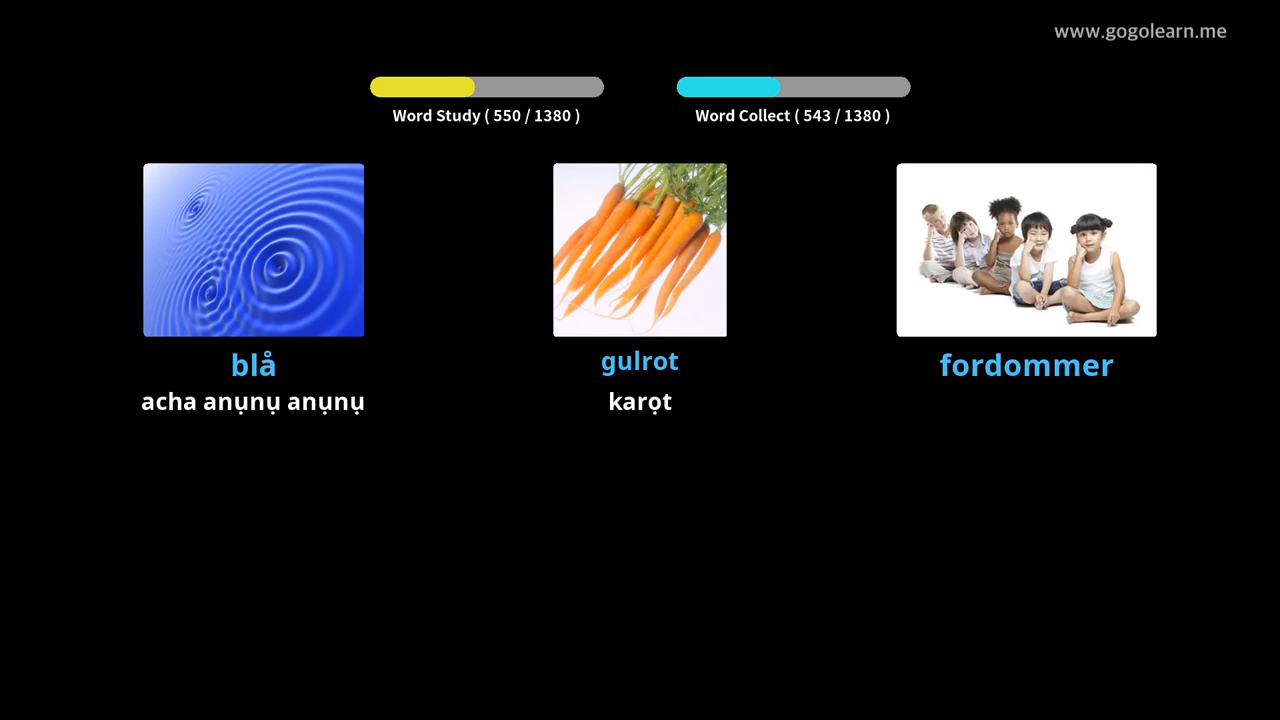 www.gogolearn.me
Word Study ( 550 / 1380 )
Word Collect ( 543 / 1380 )
blå
gulrot
fordommer
acha anụnụ anụnụ
karọt